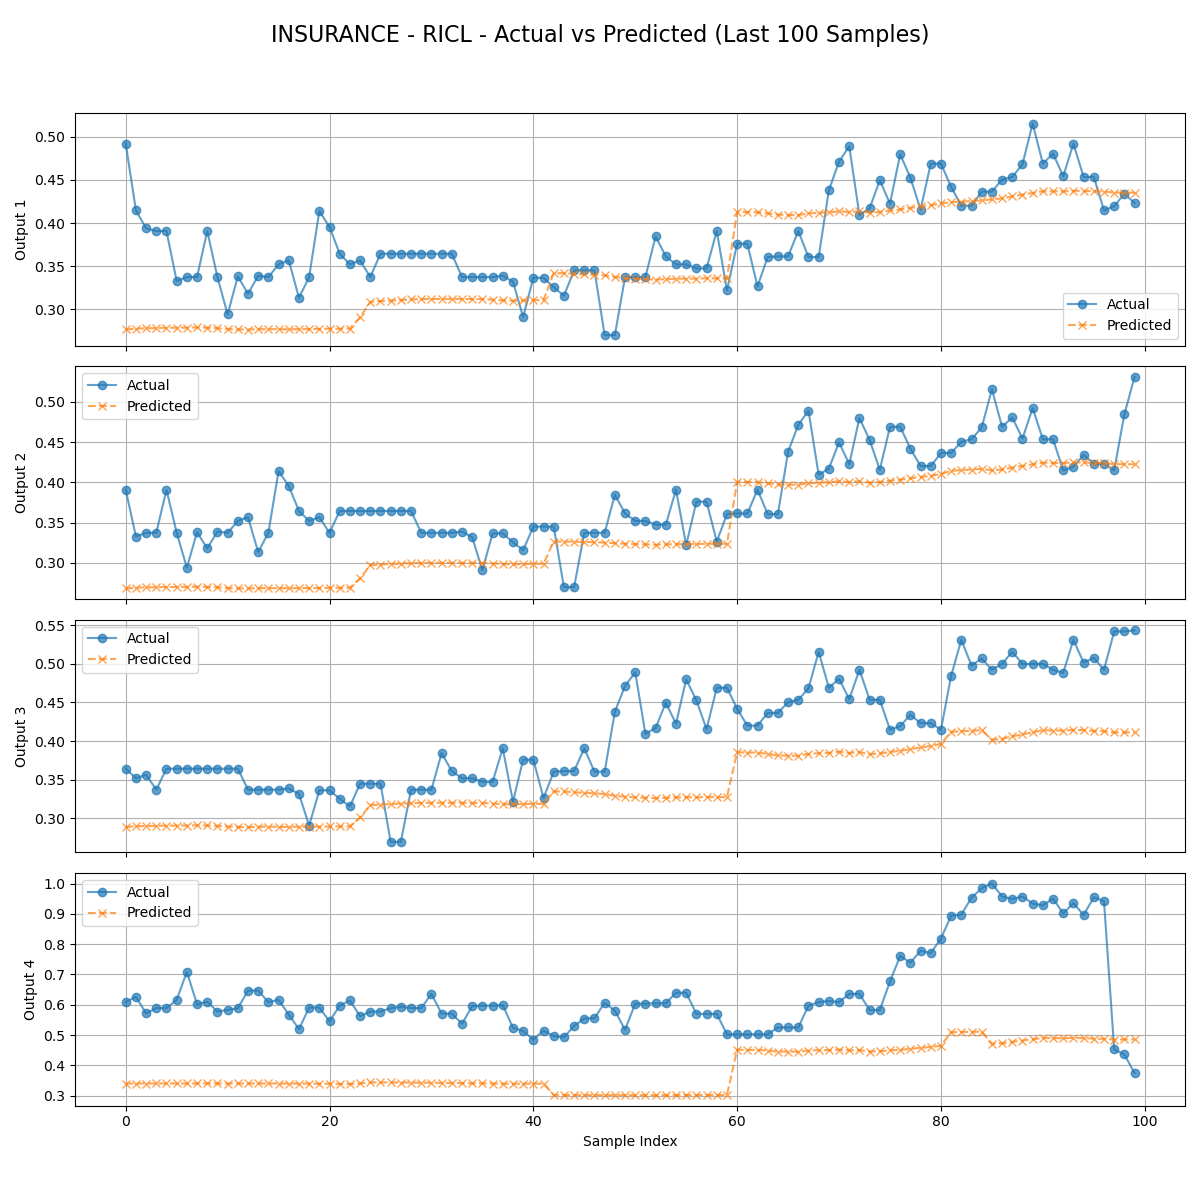 INSURANCE - RICL - Actual vs Predicted (Last 100 Samples)
0.50
0.45
0.40
0.35
0.30
Output 1
Actual
Predicted
0.50
0.45
0.40
0.35
0.30
Output 2
Actual
Predicted
0.55
0.50
0.45
0.40
0.35
0.30
Output 3
Actual
Predicted
1.0
0.9
0.8
0.7
0.6
0.5
0.4
0.3
Output 4
Actual
Predicted
0 20 40 60 80 100
Sample Index